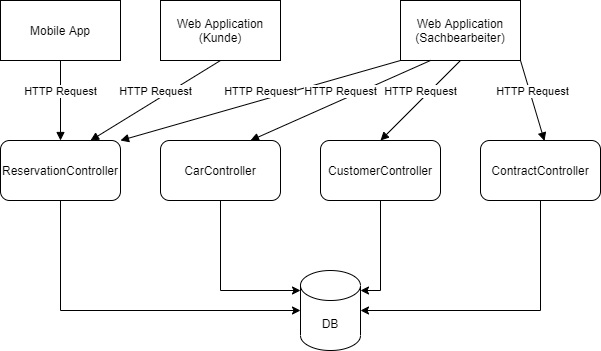 Mobile App
Web Application
(Kunde)
Web Application
(Sachbearbeiter)
HTTP Request
HTTP Request
HTTP Request
HTTP Request
HTTP Request
HTTP Request
ReservationController
CarController
CustomerController
ContractController
DB